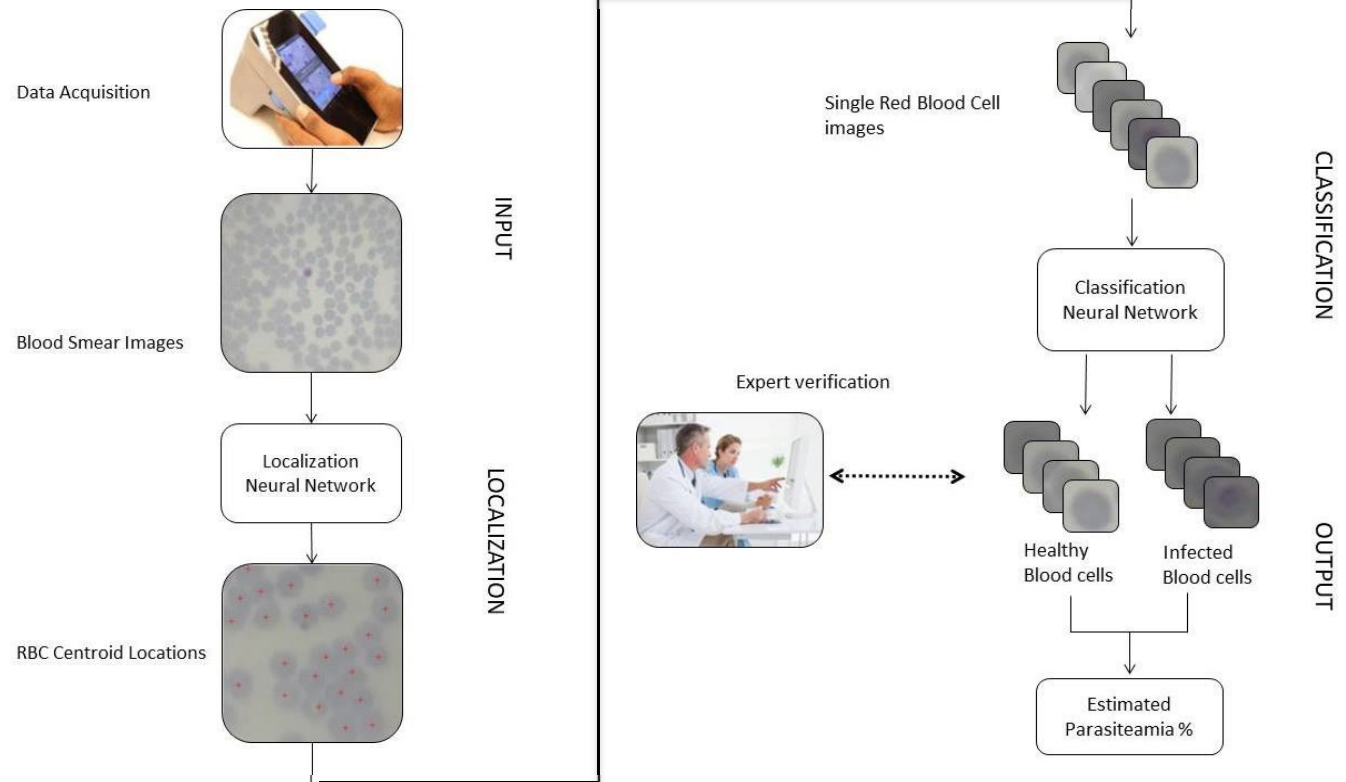 Data Acquisition
INPUT
Blood Smear Images
Localization
Neural Network
LOCALIZATION
RBC Centroid Locations
Single Red Blood Cell
images
CLASSIFICATION
Classification
Neural Network
Expert verification
Healthy
Blood cells
Infected
Blood cells
OUTPUT
Estimated
Parasiteamia %